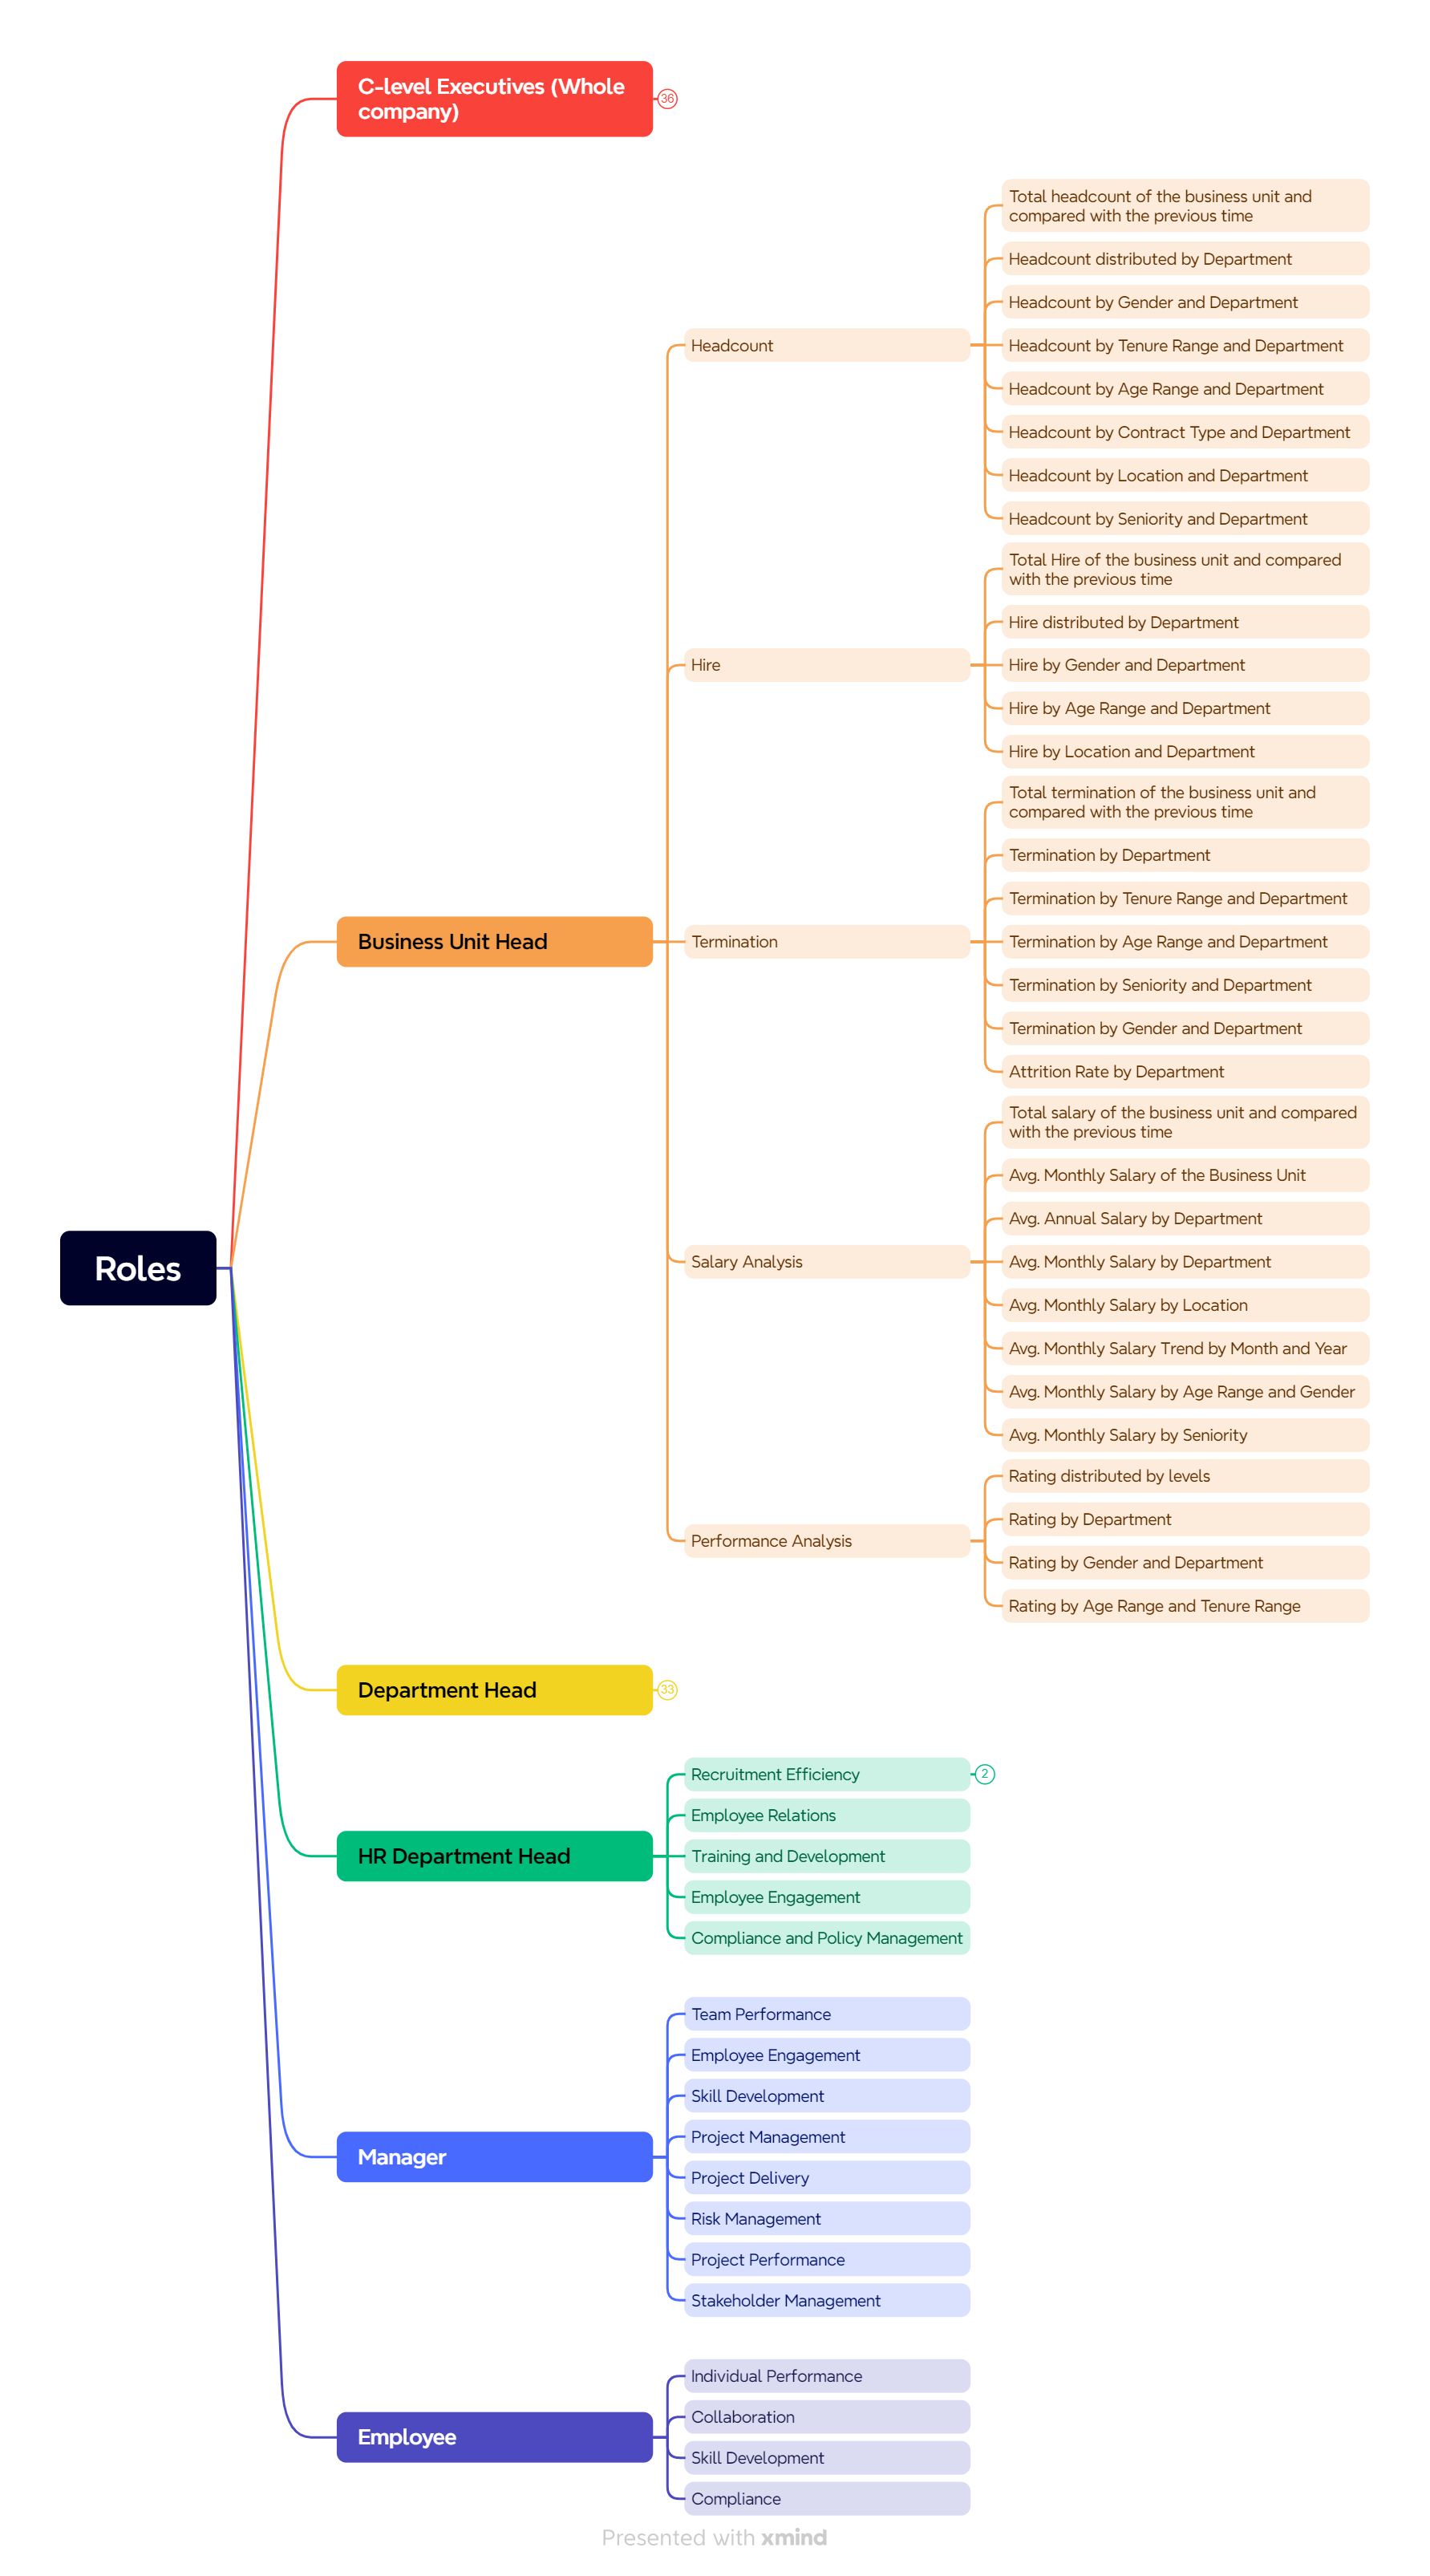 C-level Executives (Whole
company)
36
Total headcount of the business unit and
compared with the previous time
Headcount distributed by Department
Headcount by Gender and Department
Headcount
Headcount by Tenure Range and Department
Headcount by Age Range and Department
Headcount by Contract Type and Department
Headcount by Location and Department
Headcount by Seniority and Department
Total Hire of the business unit and compared
with the previous time
Hire distributed by Department
Hire
Hire by Gender and Department
Hire by Age Range and Department
Hire by Location and Department
Total termination of the business unit and
compared with the previous time
Termination by Department
Termination by Tenure Range and Department
Business Unit Head
Termination
Termination by Age Range and Department
Termination by Seniority and Department
Termination by Gender and Department
Attrition Rate by Department
Total salary of the business unit and compared
with the previous time
Avg. Monthly Salary of the Business Unit
Avg. Annual Salary by Department
Roles
Salary Analysis
Avg. Monthly Salary by Department
Avg. Monthly Salary by Location
Avg. Monthly Salary Trend by Month and Year
Avg. Monthly Salary by Age Range and Gender
Avg. Monthly Salary by Seniority
Rating distributed by levels
Rating by Department
Performance Analysis
Rating by Gender and Department
Rating by Age Range and Tenure Range
Department Head
33
Recruitment Efficiency
2
Employee Relations
HR Department Head
Training and Development
Employee Engagement
Compliance and Policy Management
Team Performance
Employee Engagement
Skill Development
Project Management
Manager
Project Delivery
Risk Management
Project Performance
Stakeholder Management
Individual Performance
Collaboration
Employee
Skill Development
Compliance
Presented with xmind